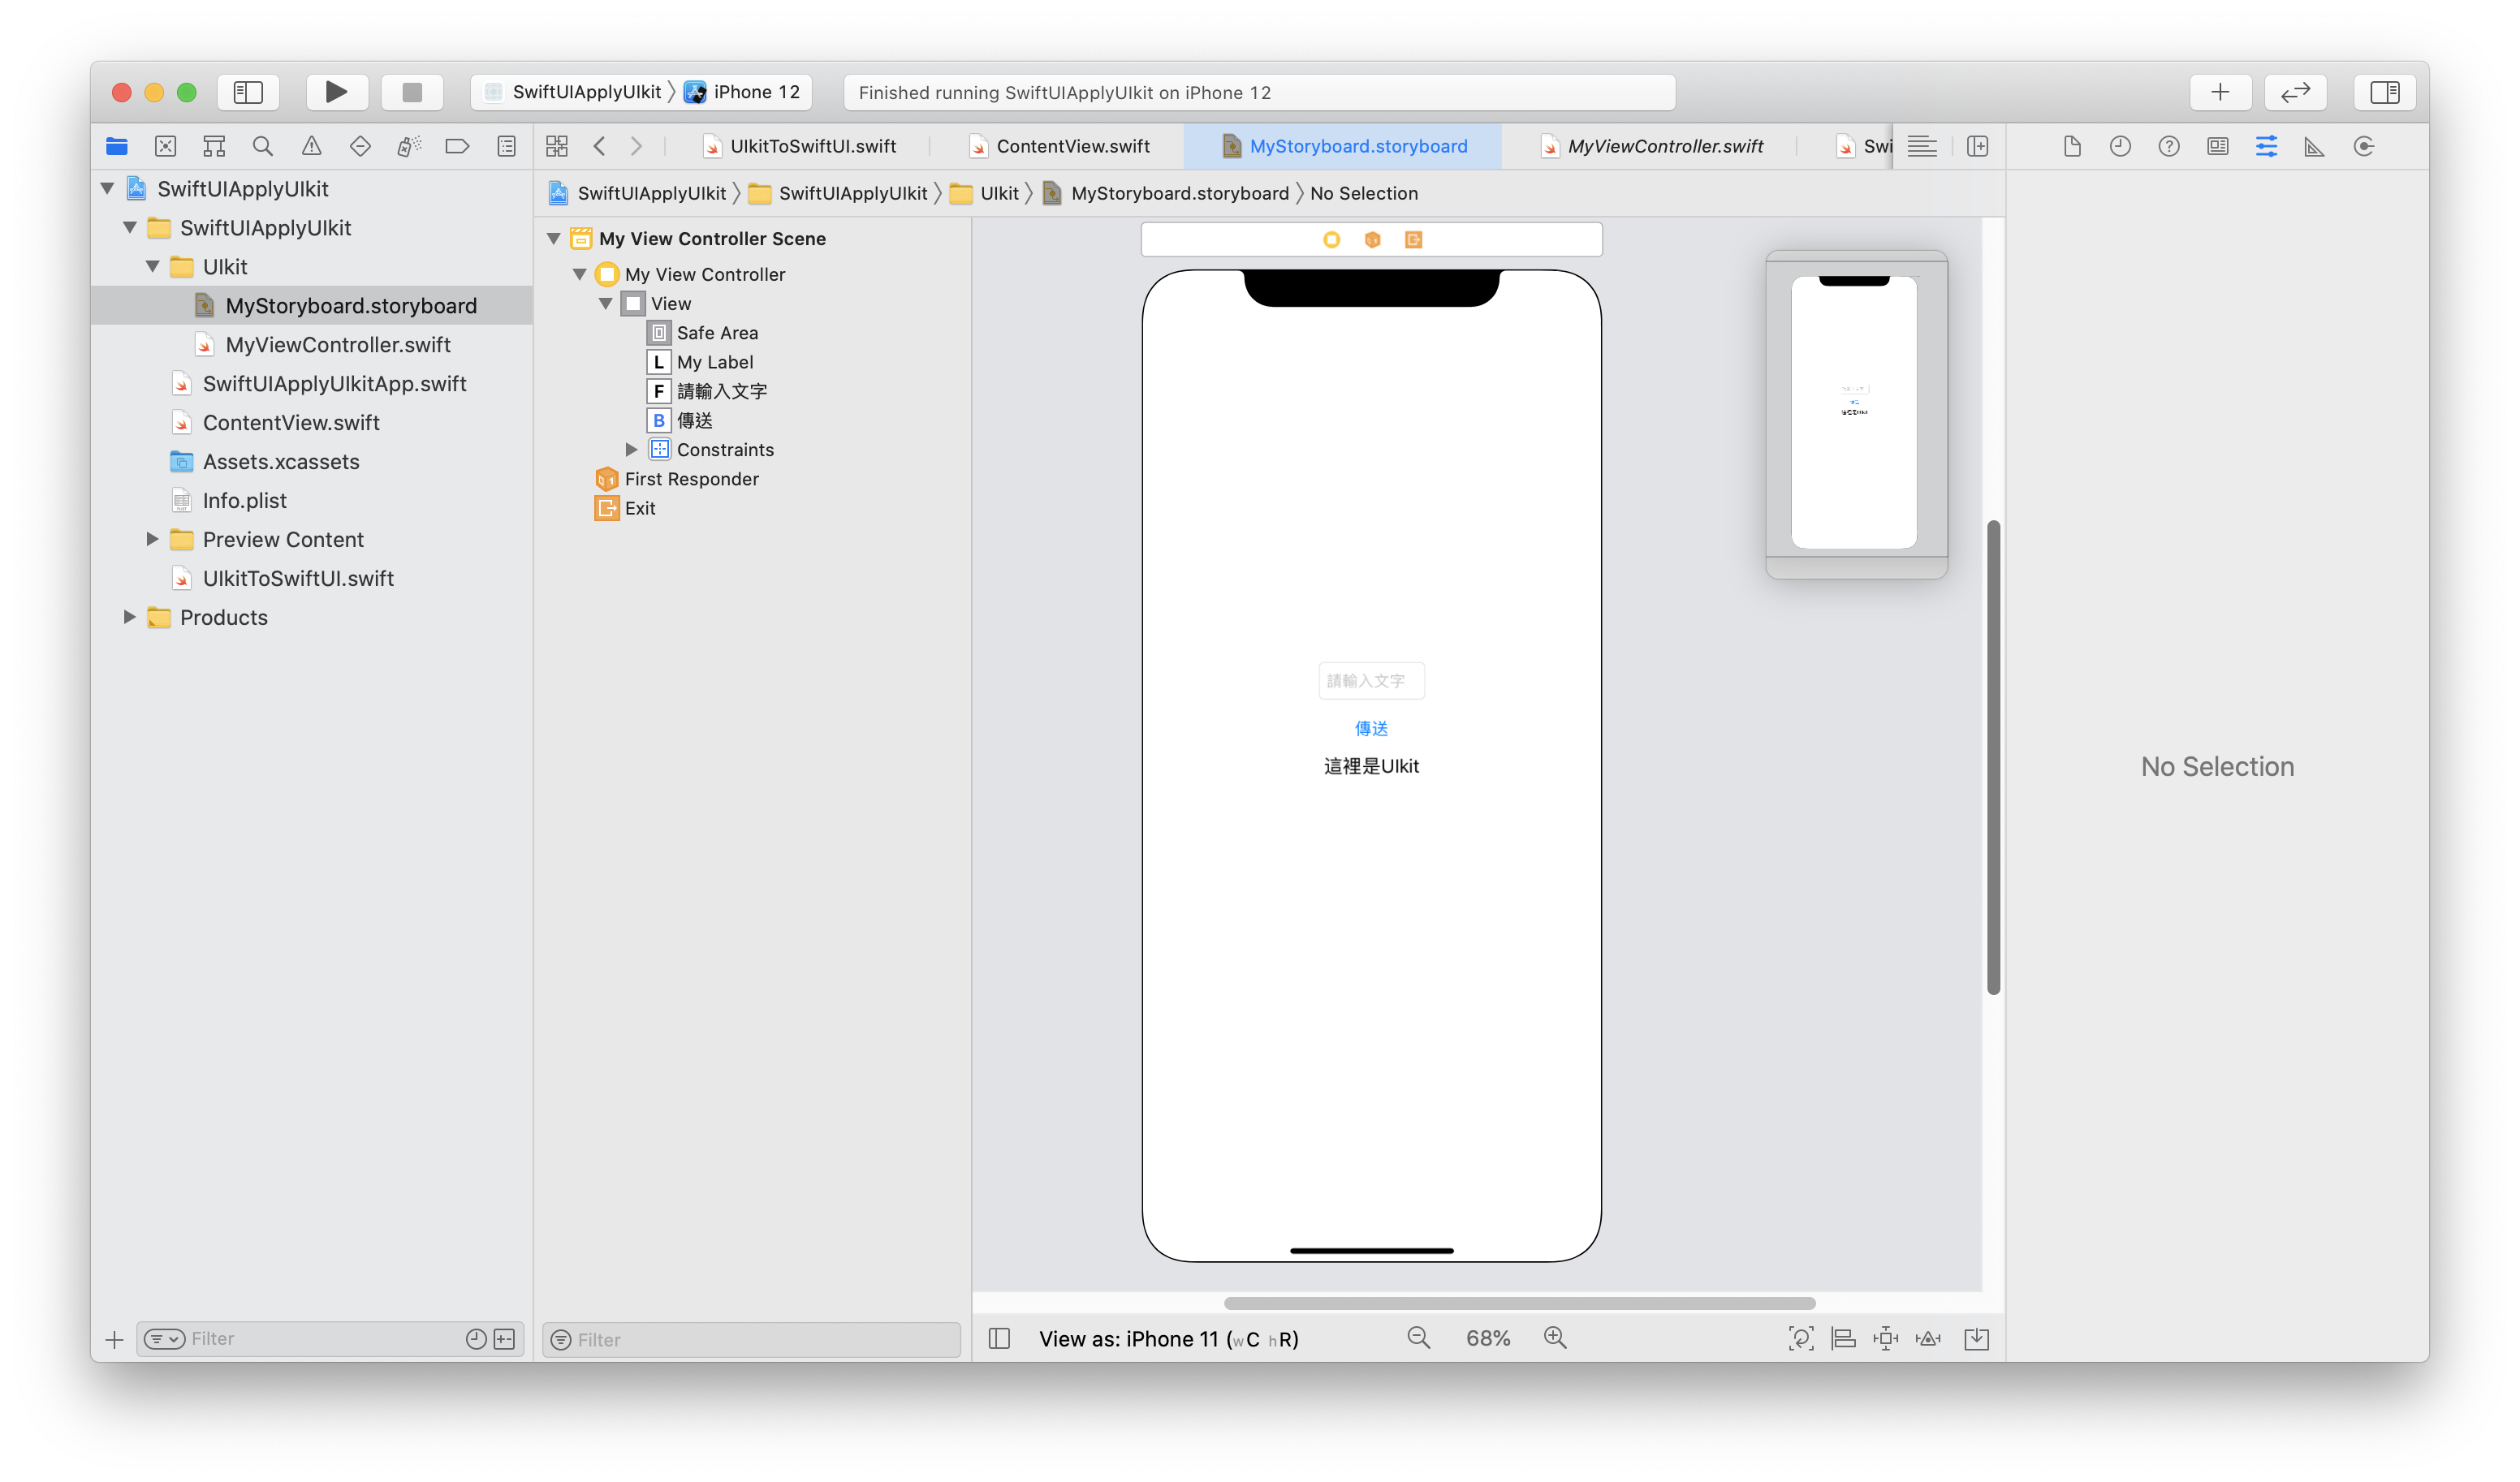 SwiftUIApplyUIkit
iPhone 12
Finished running SwiftUIApplyUIkit on iPhone 12
UIkitToSwiftUI.swift
ContentView.swift
MyStoryboard.storyboard
MyViewController.swift
Swi
SwiftUIApplyUIkit
SwiftUIApplyUIkit
UIkit
MyStoryboard.storyboard
No Selection
SwiftUIApplyUIkit
SwiftUIApplyUIkit
UIkit
MyStoryboard.storyboard
MyViewController.swift
SwiftUIApplyUIkitApp.swift
ContentView.swift
Assets.xcassets
Info.plist
Preview Content
UIkitToSwiftUI.swift
Products
Filter
My View Controller Scene
My View Controller
View
Safe Area
L My Label
F 請輸入文字
B 傳送
Constraints
First Responder
Exit
Filter
請輸入文字
傳送
這裡是UIkit
View as: iPhone 11 (wC hR)
68%
No Selection